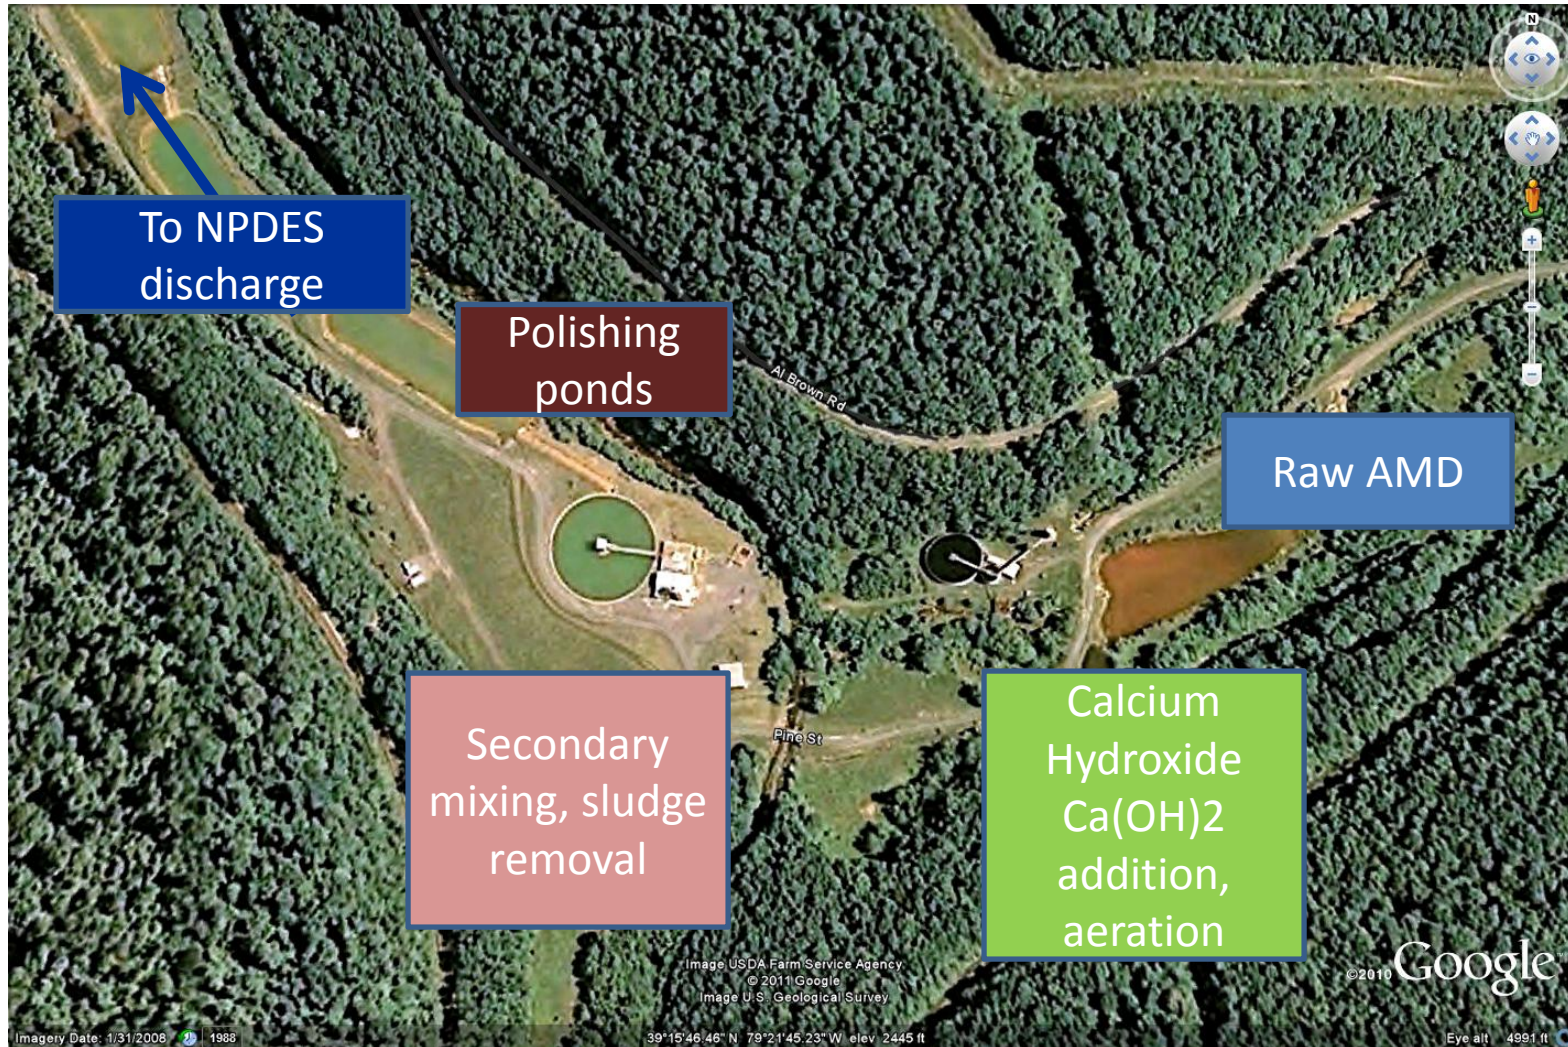 N
To NPDES
discharge
Polishing
ponds
Al Brown Rd
Raw AMD
Secondary
mixing, sludge
removal
Pine St
Calcium
Hydroxide
Ca(OH)2
addition,
aeration
Image USDA Farm Service Agency
© 2011 Google
Image U.S. Geological Survey
©2010 Google
Imagery Date: 1/31/2008 1988
39°15'46.46" N 79°21'45.23" W elev 2445 ft
Eye alt 4991 ft